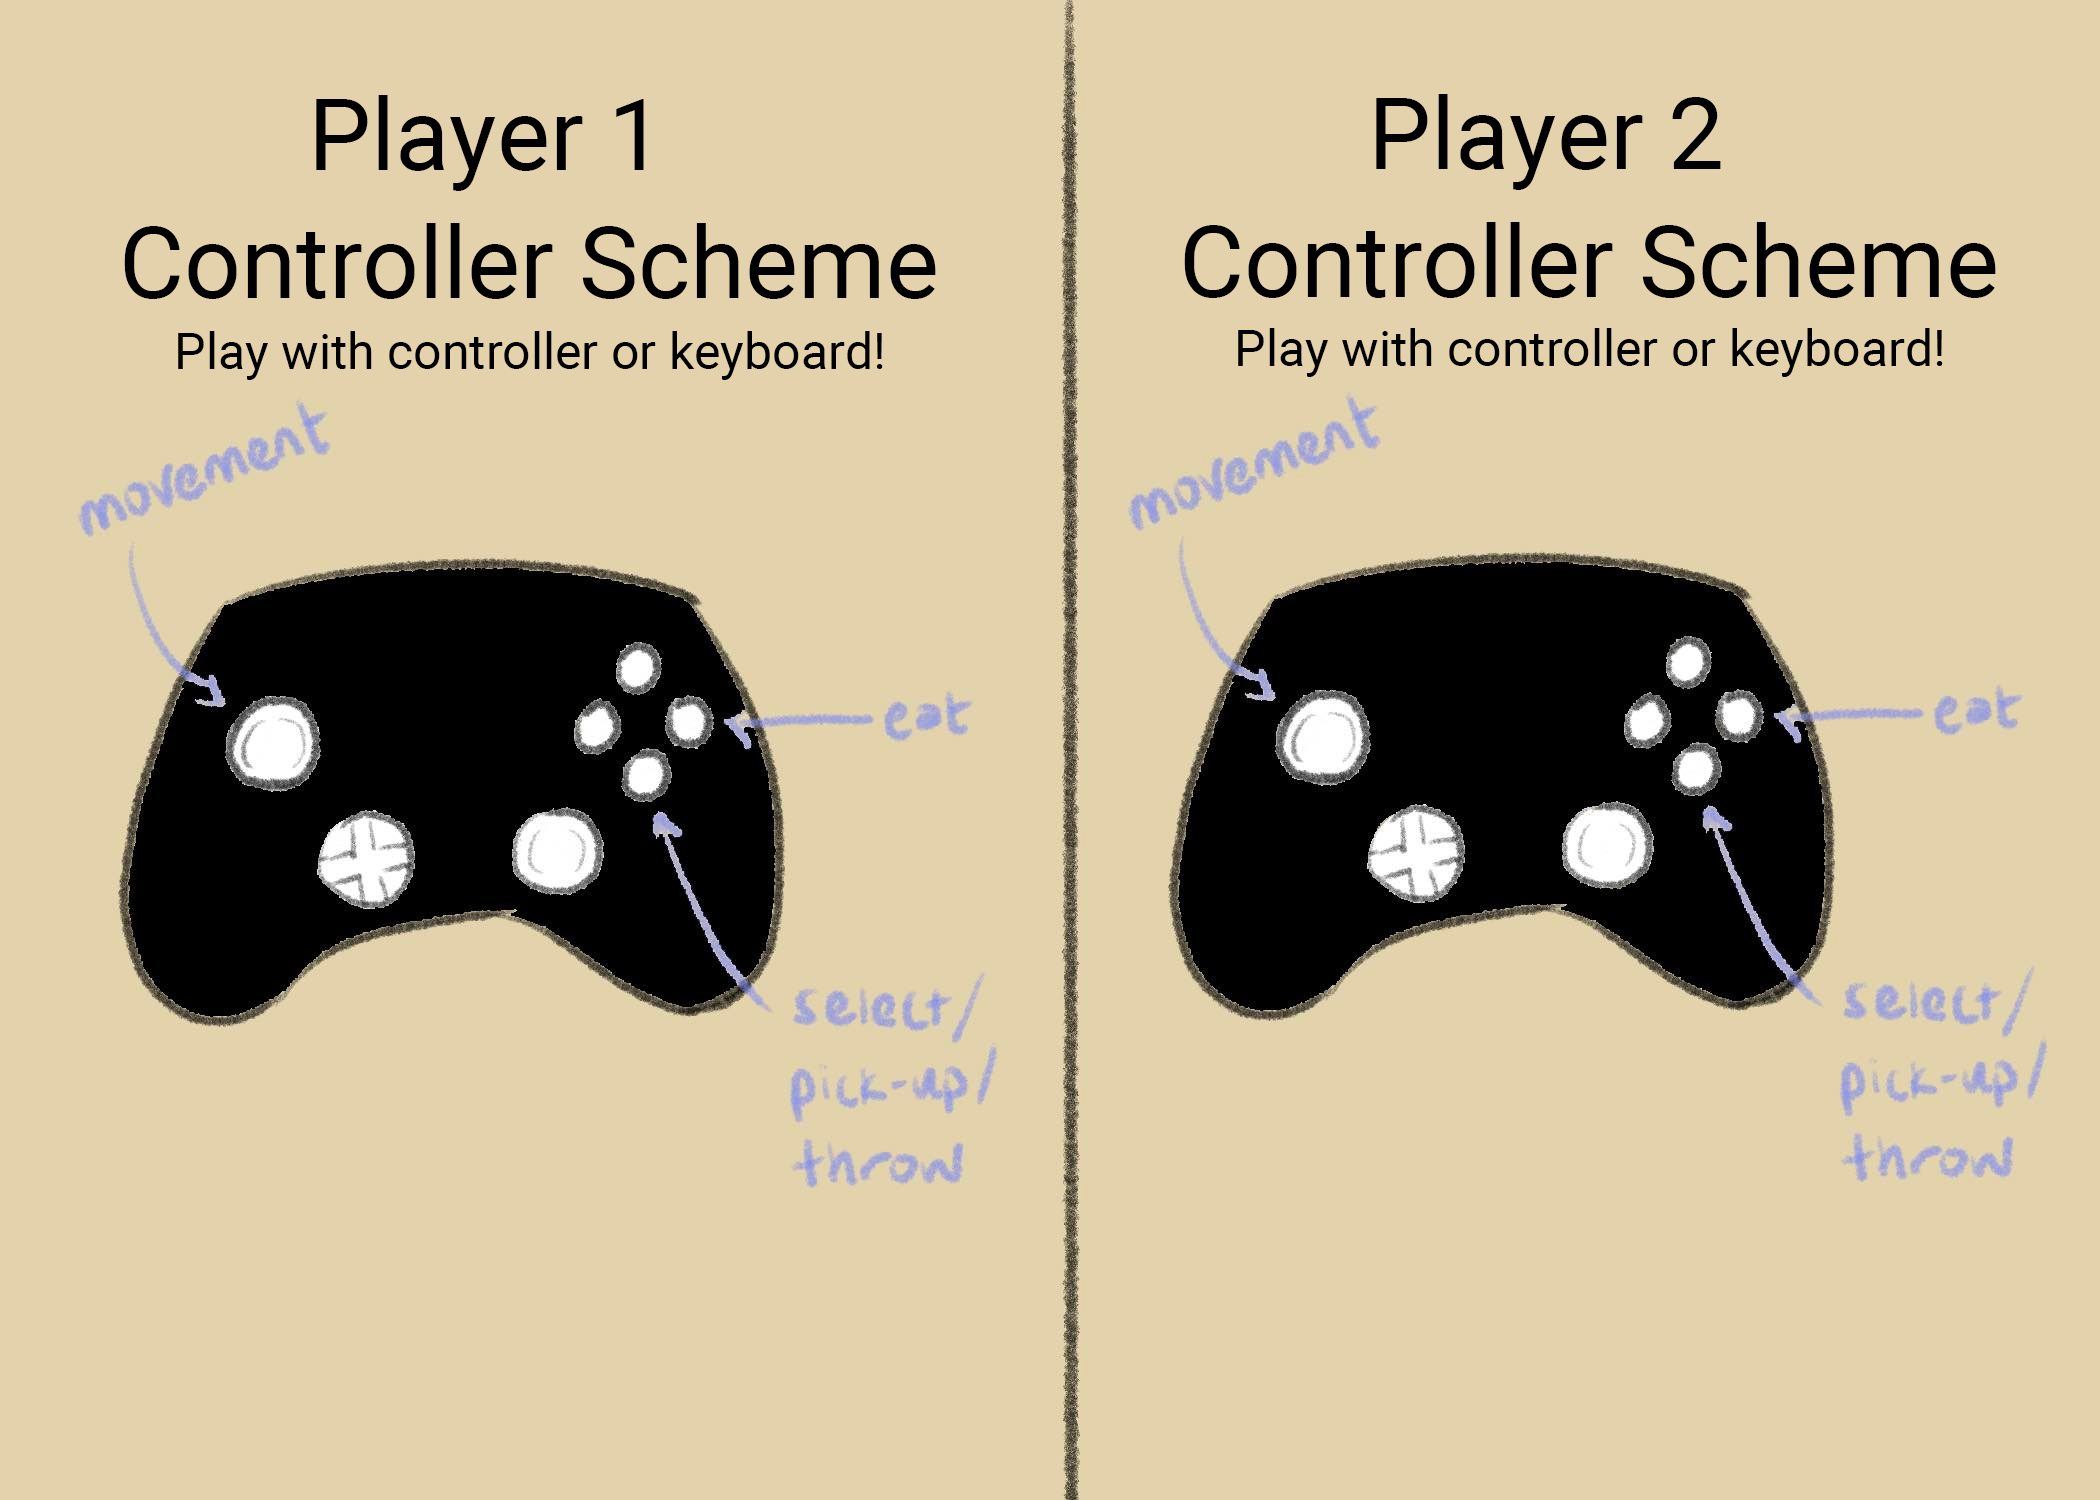 Player 1
Controller Scheme
Play with controller or keyboard!
movement
eat
select/
pick-up/
throw
Player 2
Controller Scheme
Play with controller or keyboard!
movement
eat
select/
pick-up/
throw